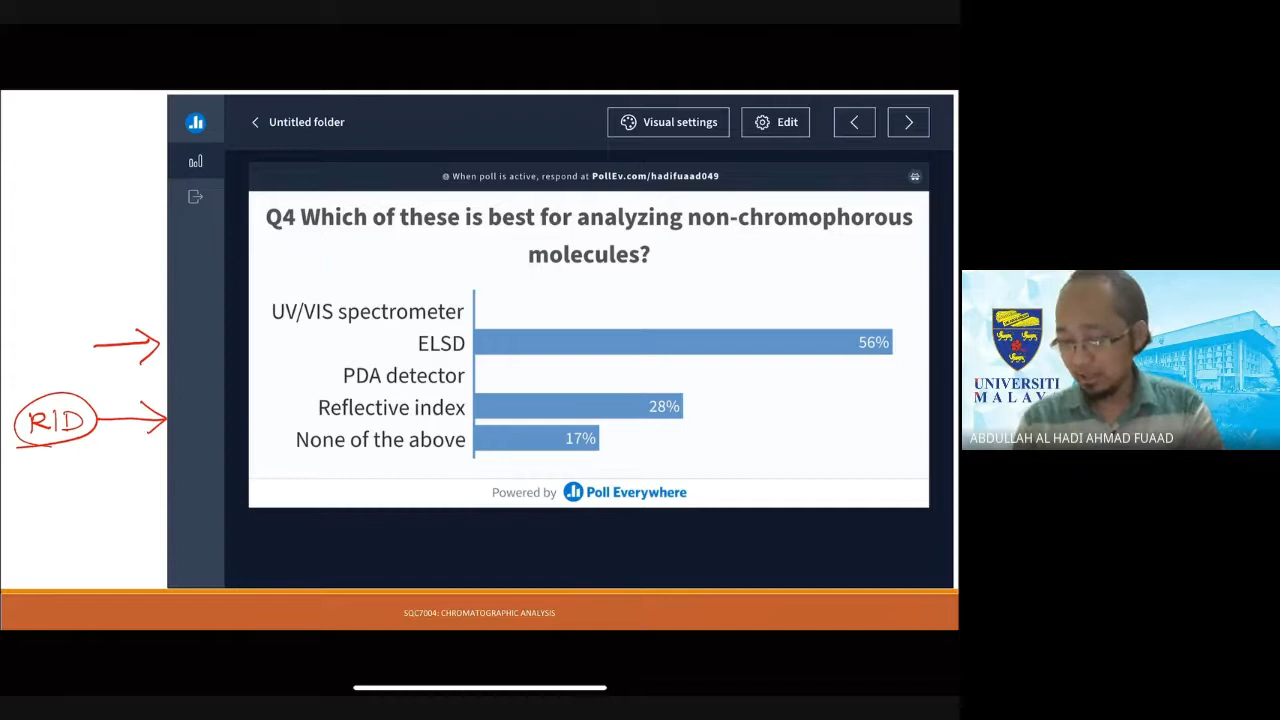 Untitled folder
Visual settings
Edit
When poll is active, respond at PollEv.com/hadifuaad049
Q4 Which of these is best for analyzing non-chromophorous
molecules?
UV/VIS spectrometer
ELSD
56%
PDA detector
Reflective index
28%
None of the above
17%
RID
Powered by Poll Everywhere
SQC7004: CHROMATOGRAPHIC ANALYSIS
UNIVERSITI
MALAY
ABDULLAH AL HADI AHMAD FUAAD